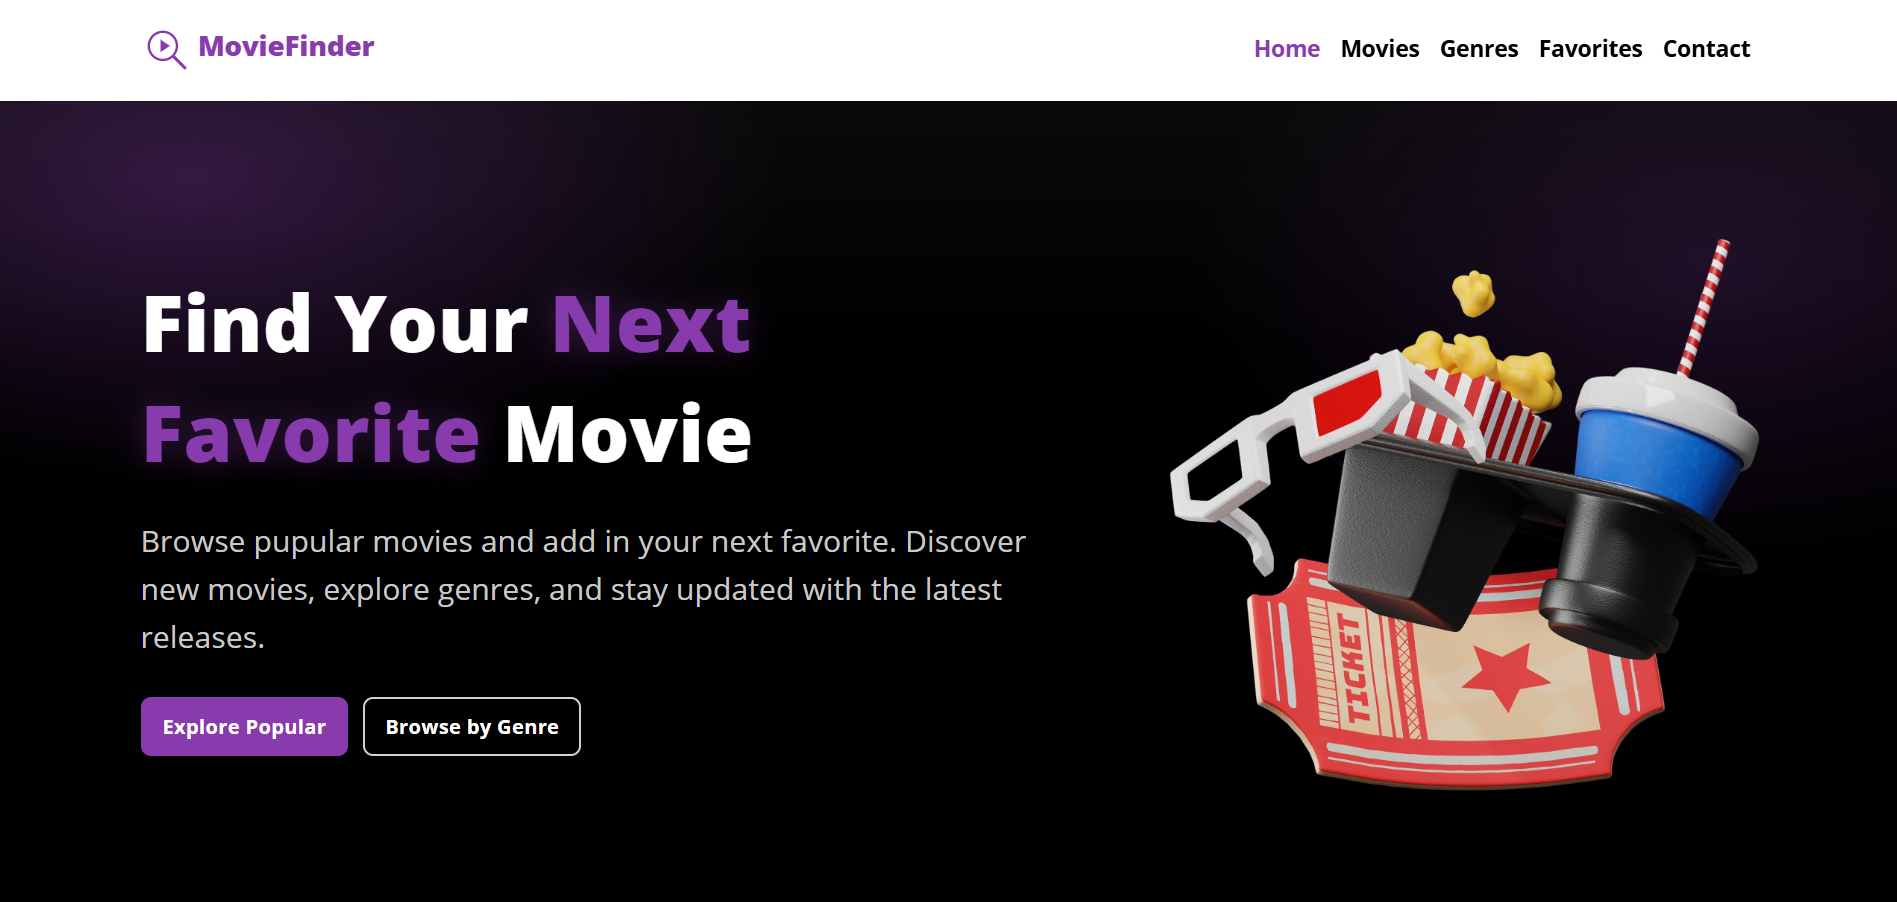 MovieFinder
Home Movies Genres Favorites Contact
Find Your Next
Favorite Movie
Browse pupular movies and add in your next favorite. Discover
new movies, explore genres, and stay updated with the latest
releases.
Explore Popular Browse by Genre
TICKET